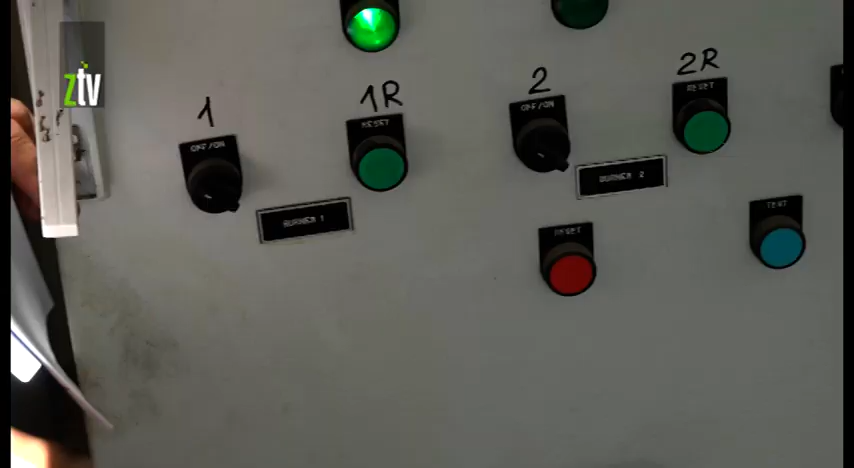 ztv
1
1R
2
2R
OFF/ON
RESET
OFF/ON
RESET
BURNER 1
BURNER 2
RESET
TEST